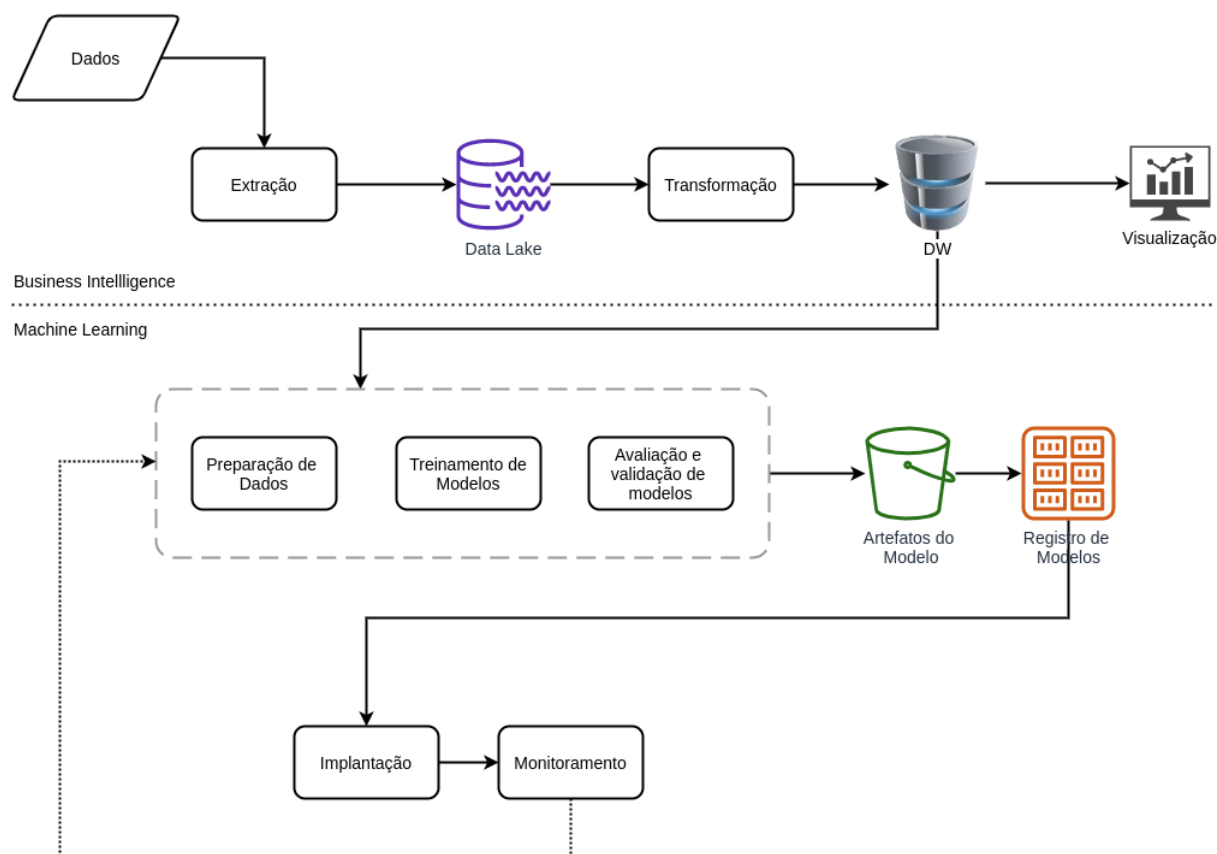 Dados
Extração
Data Lake
Transformação
DW
Visualização
Business Intellligence
Machine Learning
Preparação de
Dados
Treinamento de
Modelos
Avaliação e
validação de
modelos
Artefatos do
Modelo
Registro de
Modelos
Implantação
Monitoramento